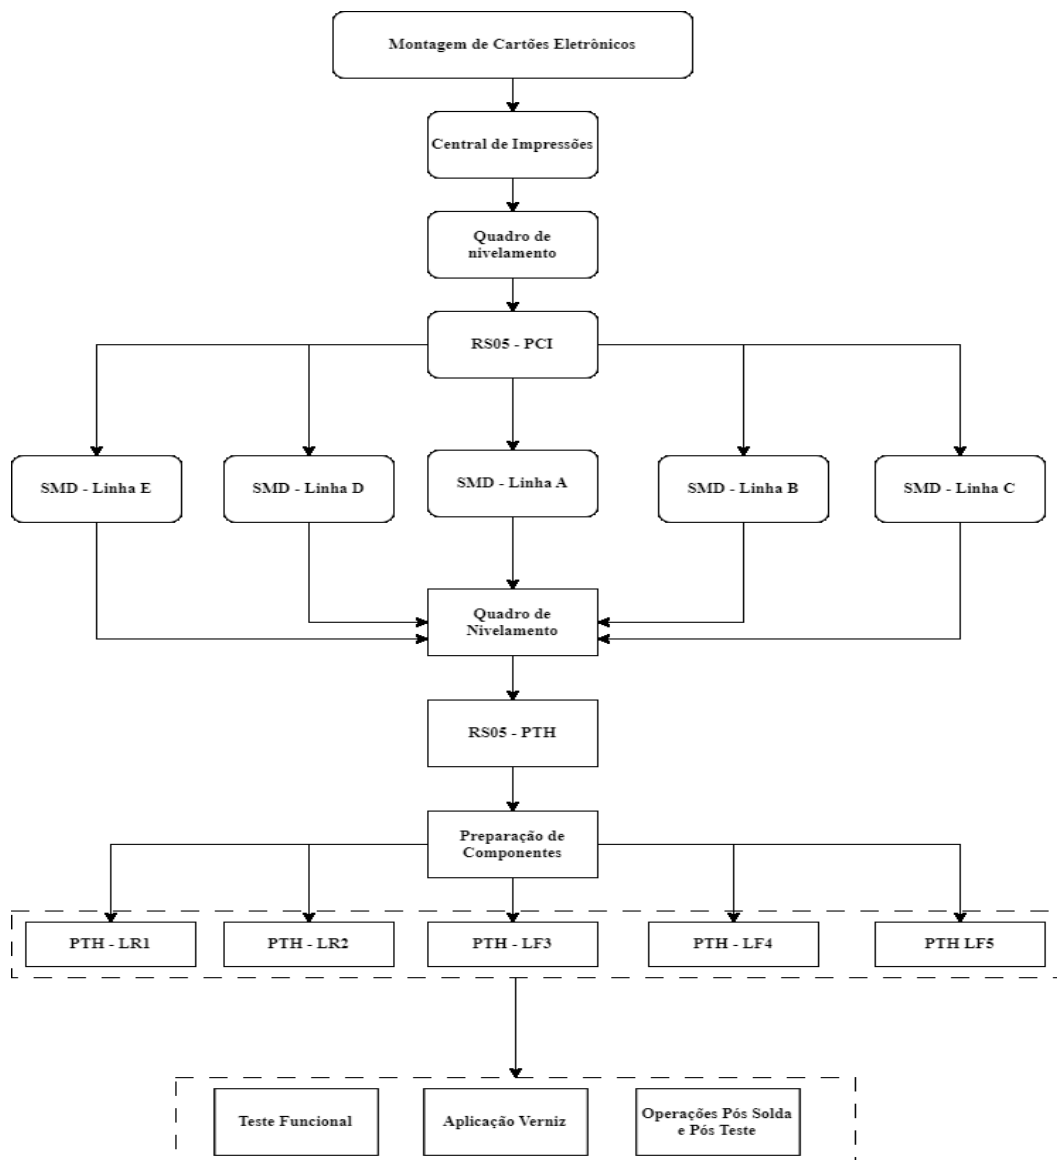 Montagem de Cartões Eletrônicos
Central de Impressões
Quadro de
nivelamento
RS05 - PCI
SMD - Linha E
SMD - Linha D
SMD - Linha A
SMD - Linha B
SMD - Linha C
Quadro de
Nivelamento
RS05 - PTH
Preparação de
Componentes
PTH - LR1
PTH - LR2
PTH - LF3
PTH - LF4
PTH LF5
Teste Funcional
Aplicação Verniz
Operações Pós Solda
e Pós Teste